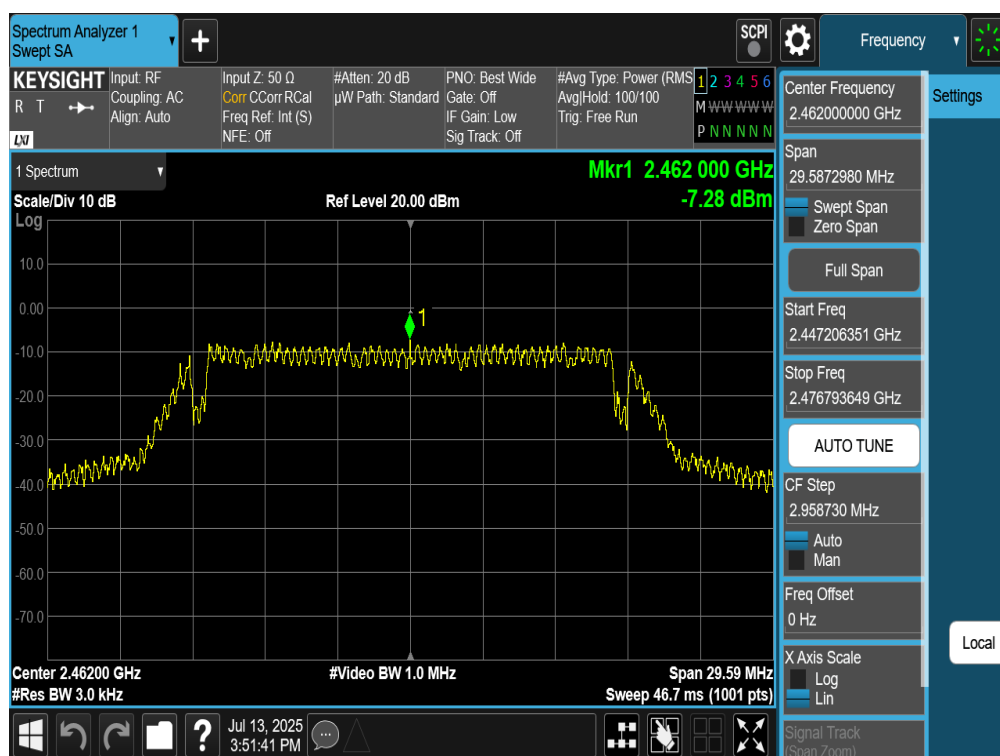 Spectrum Analyzer 1
Swept SA
+
SCPI
Frequency
KEYSIGHT
R T
LXI
Input: RF
Coupling: AC
Align: Auto
Input Z: 50 Ω
Corr CCorr RCal
Freq Ref: Int (S)
NFE: Off
#Atten: 20 dB
µW Path: Standard
PNO: Best Wide
Gate: Off
IF Gain: Low
Sig Track: Off
#Avg Type: Power (RMS
Avg|Hold: 100/100
Trig: Free Run
1 2 3 4 5 6
M W W W W W
P N N N N N
1 Spectrum
Mkr1 2.462 000 GHz
-7.28 dBm
Scale/Div 10 dB
Ref Level 20.00 dBm
Log
10.0
0.00
-10.0
-20.0
-30.0
-40.0
-50.0
-60.0
-70.0
1
Center 2.46200 GHz
#Video BW 1.0 MHz
Span 29.59 MHz
#Res BW 3.0 kHz
Sweep 46.7 ms (1001 pts)
Center Frequency
2.462000000 GHz
Span
29.5872980 MHz
Swept Span
Zero Span
Full Span
Start Freq
2.447206351 GHz
Stop Freq
2.476793649 GHz
AUTO TUNE
CF Step
2.958730 MHz
Auto
Man
Freq Offset
0 Hz
X Axis Scale
Log
Lin
Signal Track
(Span Zoom)
Settings
Local
?
Jul 13, 2025
3:51:41 PM